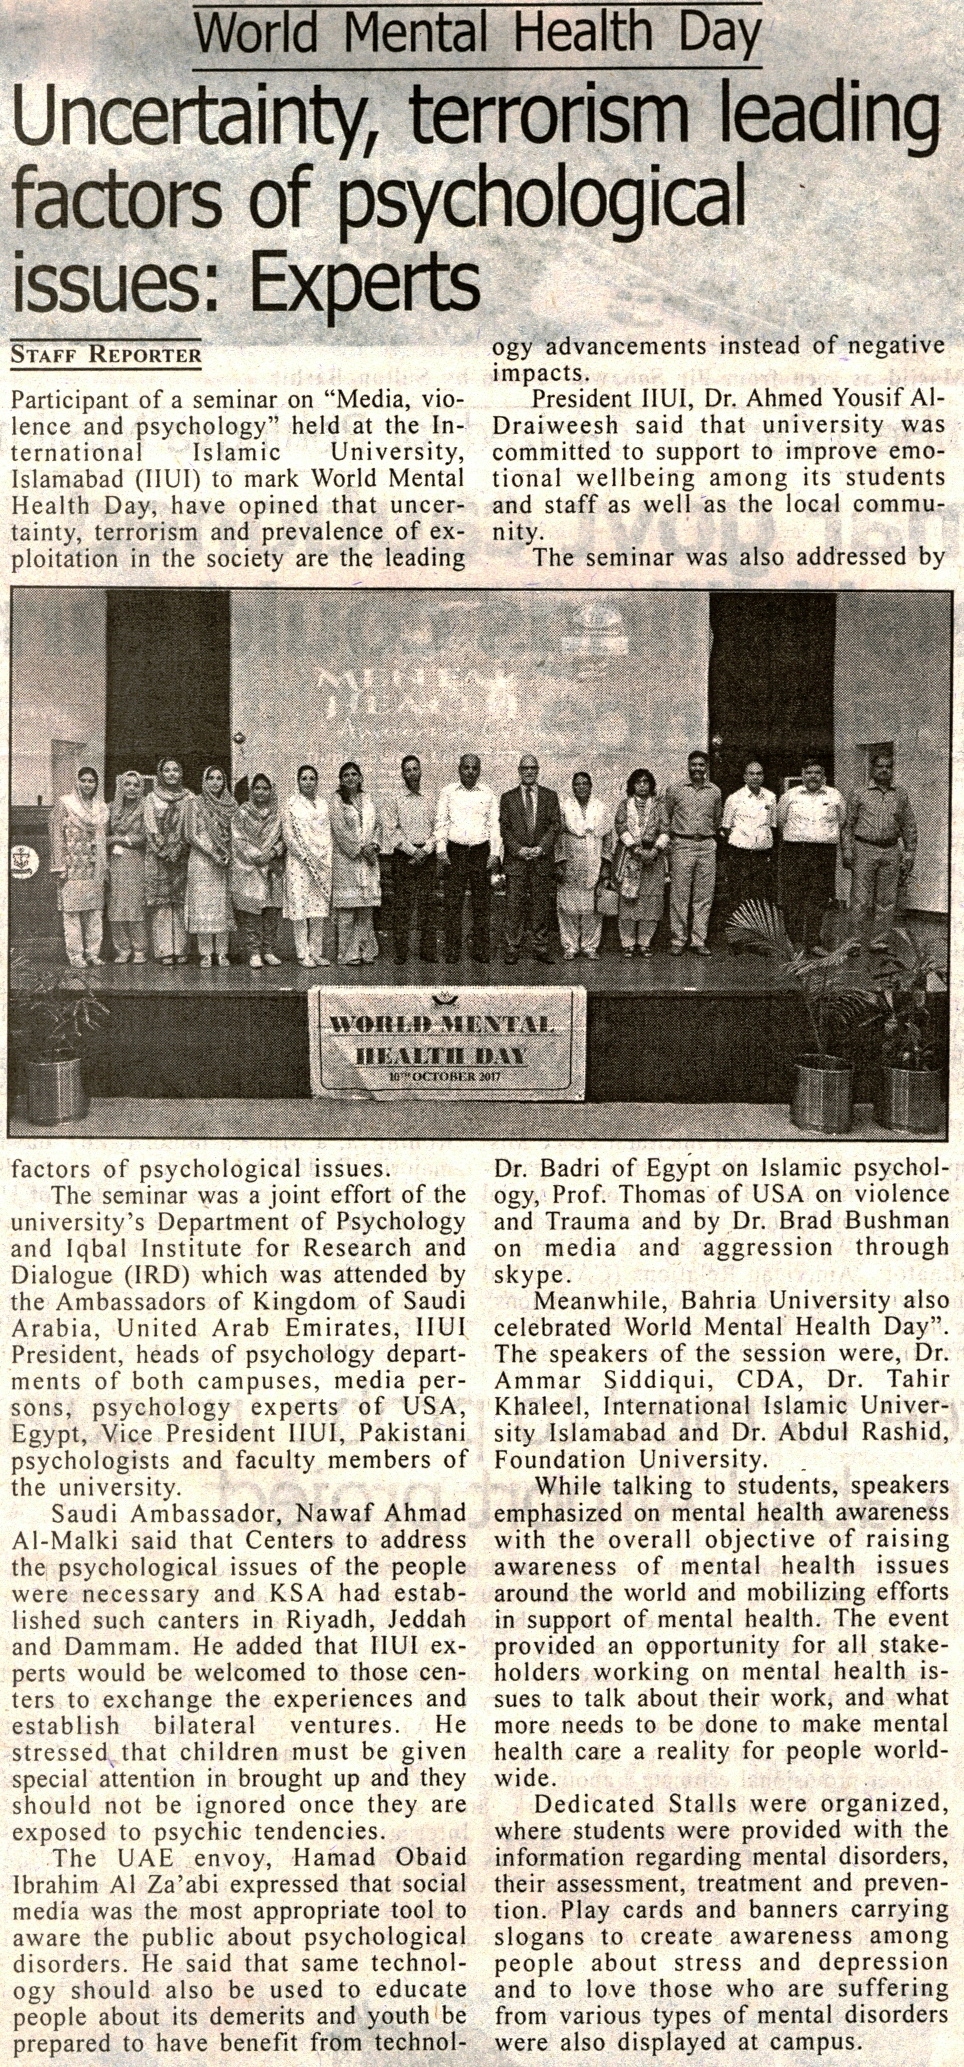 World Mental Health Day
Uncertainty, terrorism leading
factors of psychological
issues: Experts
STAFF REPORTER
Participant of a seminar on “Media, vio-
lence and psychology” held at the In-
ternational Islamic University,
Islamabad (IIUI) to mark World Mental
Health Day, have opined that uncer-
tainty, terrorism and prevalence of ex-
ploitation in the society are the leading
factors of psychological issues.
The seminar was a joint effort of the
university’s Department of Psychology
and Iqbal Institute for Research and
Dialogue (IRD) which was attended by
the Ambassadors of Kingdom of Saudi
Arabia, United Arab Emirates, IIUI
President, heads of psychology depart-
ments of both campuses, media per-
sons, psychology experts of USA,
Egypt, Vice President IIUI, Pakistani
psychologists and faculty members of
the university.
Saudi Ambassador, Nawaf Ahmad
Al-Malki said that Centers to address
the psychological issues of the people
were necessary and KSA had estab-
lished such canters in Riyadh, Jeddah
and Dammam. He added that IIUI ex-
perts would be welcomed to those cen-
ters to exchange the experiences and
establish bilateral ventures. He
stressed that children must be given
special attention in brought up and they
should not be ignored once they are
exposed to psychic tendencies.
The UAE envoy, Hamad Obaid
Ibrahim Al Za’abi expressed that social
media was the most appropriate tool to
aware the public about psychological
disorders. He said that same technol-
ogy should also be used to educate
people about its demerits and youth be
prepared to have benefit from technol-
ogy advancements instead of negative
impacts.
President IIUI, Dr. Ahmed Yousif Al-
Draiweesh said that university was
committed to support to improve emo-
tional wellbeing among its students
and staff as well as the local commu-
nity.
The seminar was also addressed by
Dr. Badri of Egypt on Islamic psychol-
ogy, Prof. Thomas of USA on violence
and Trauma and by Dr. Brad Bushman
on media and aggression through
skype.
Meanwhile, Bahria University also
celebrated World Mental Health Day”.
The speakers of the session were, Dr.
Ammar Siddiqui, CDA, Dr. Tahir
Khaleel, International Islamic Univer-
sity Islamabad and Dr. Abdul Rashid,
Foundation University.
While talking to students, speakers
emphasized on mental health awareness
with the overall objective of raising
awareness of mental health issues
around the world and mobilizing efforts
in support of mental health. The event
provided an opportunity for all stake-
holders working on mental health is-
sues to talk about their work, and what
more needs to be done to make mental
health care a reality for people world-
wide.
Dedicated Stalls were organized,
where students were provided with the
information regarding mental disorders,
their assessment, treatment and preven-
tion. Play cards and banners carrying
slogans to create awareness among
people about stress and depression
and to love those who are suffering
from various types of mental disorders
were also displayed at campus.
WORLD MENTAL
HEALTH DAY
10TH OCTOBER 2017